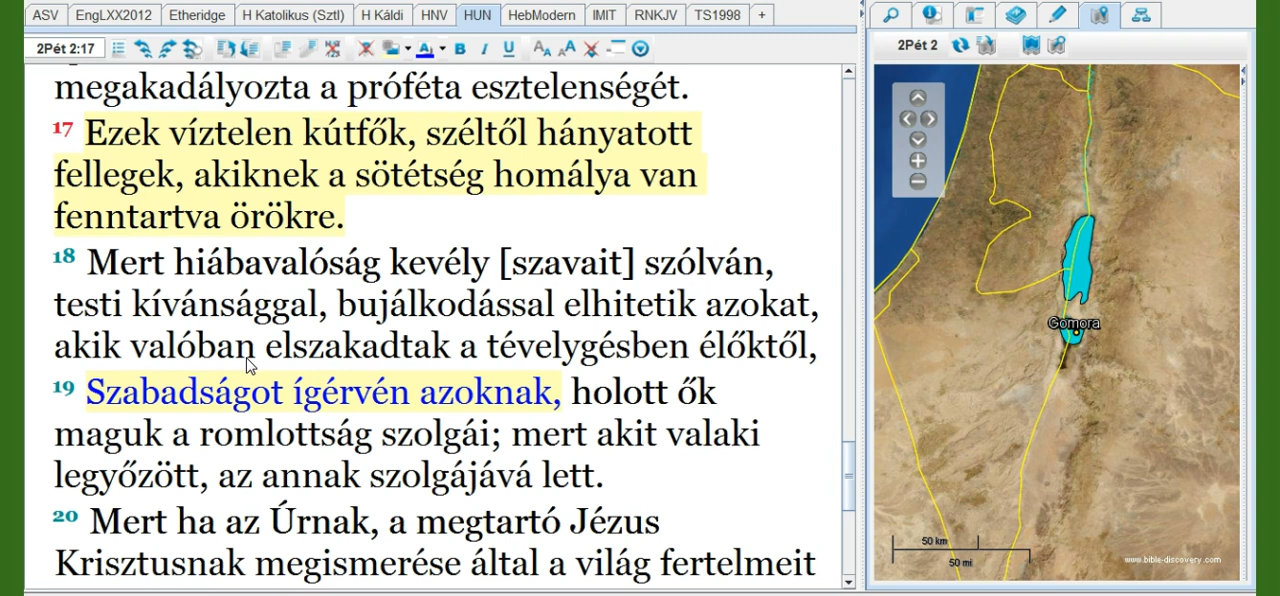 ASV EngLXX2012 Etheridge H Katolikus (Sztl) H Káldi HNV HUN HebModern IMIT RNKJV TS1998 +
2Pét 2:17
megakadályozta a próféta esztelenségét.
17 Ezek víztelen kútfők, széltől hányatott
fellegek, akiknek a sötétség homálya van
fenntartva örökre.
18 Mert hiábavalóság kevély [szavait] szólván,
testi kívánsággal, bujálkodással elhitetik azokat,
akik valóban elszakadtak a tévelygésben élőktől,
19 Szabadságot ígérvén azoknak, holott ők
maguk a romlottság szolgái; mert akit valaki
legyőzött, az annak szolgájává lett.
20 Mert ha az Úrnak, a megtartó Jézus
Krisztusnak megismerése által a világ fertelmeit
2Pét 2
Gomora
50 km
50 mi
www.bible-discovery.com